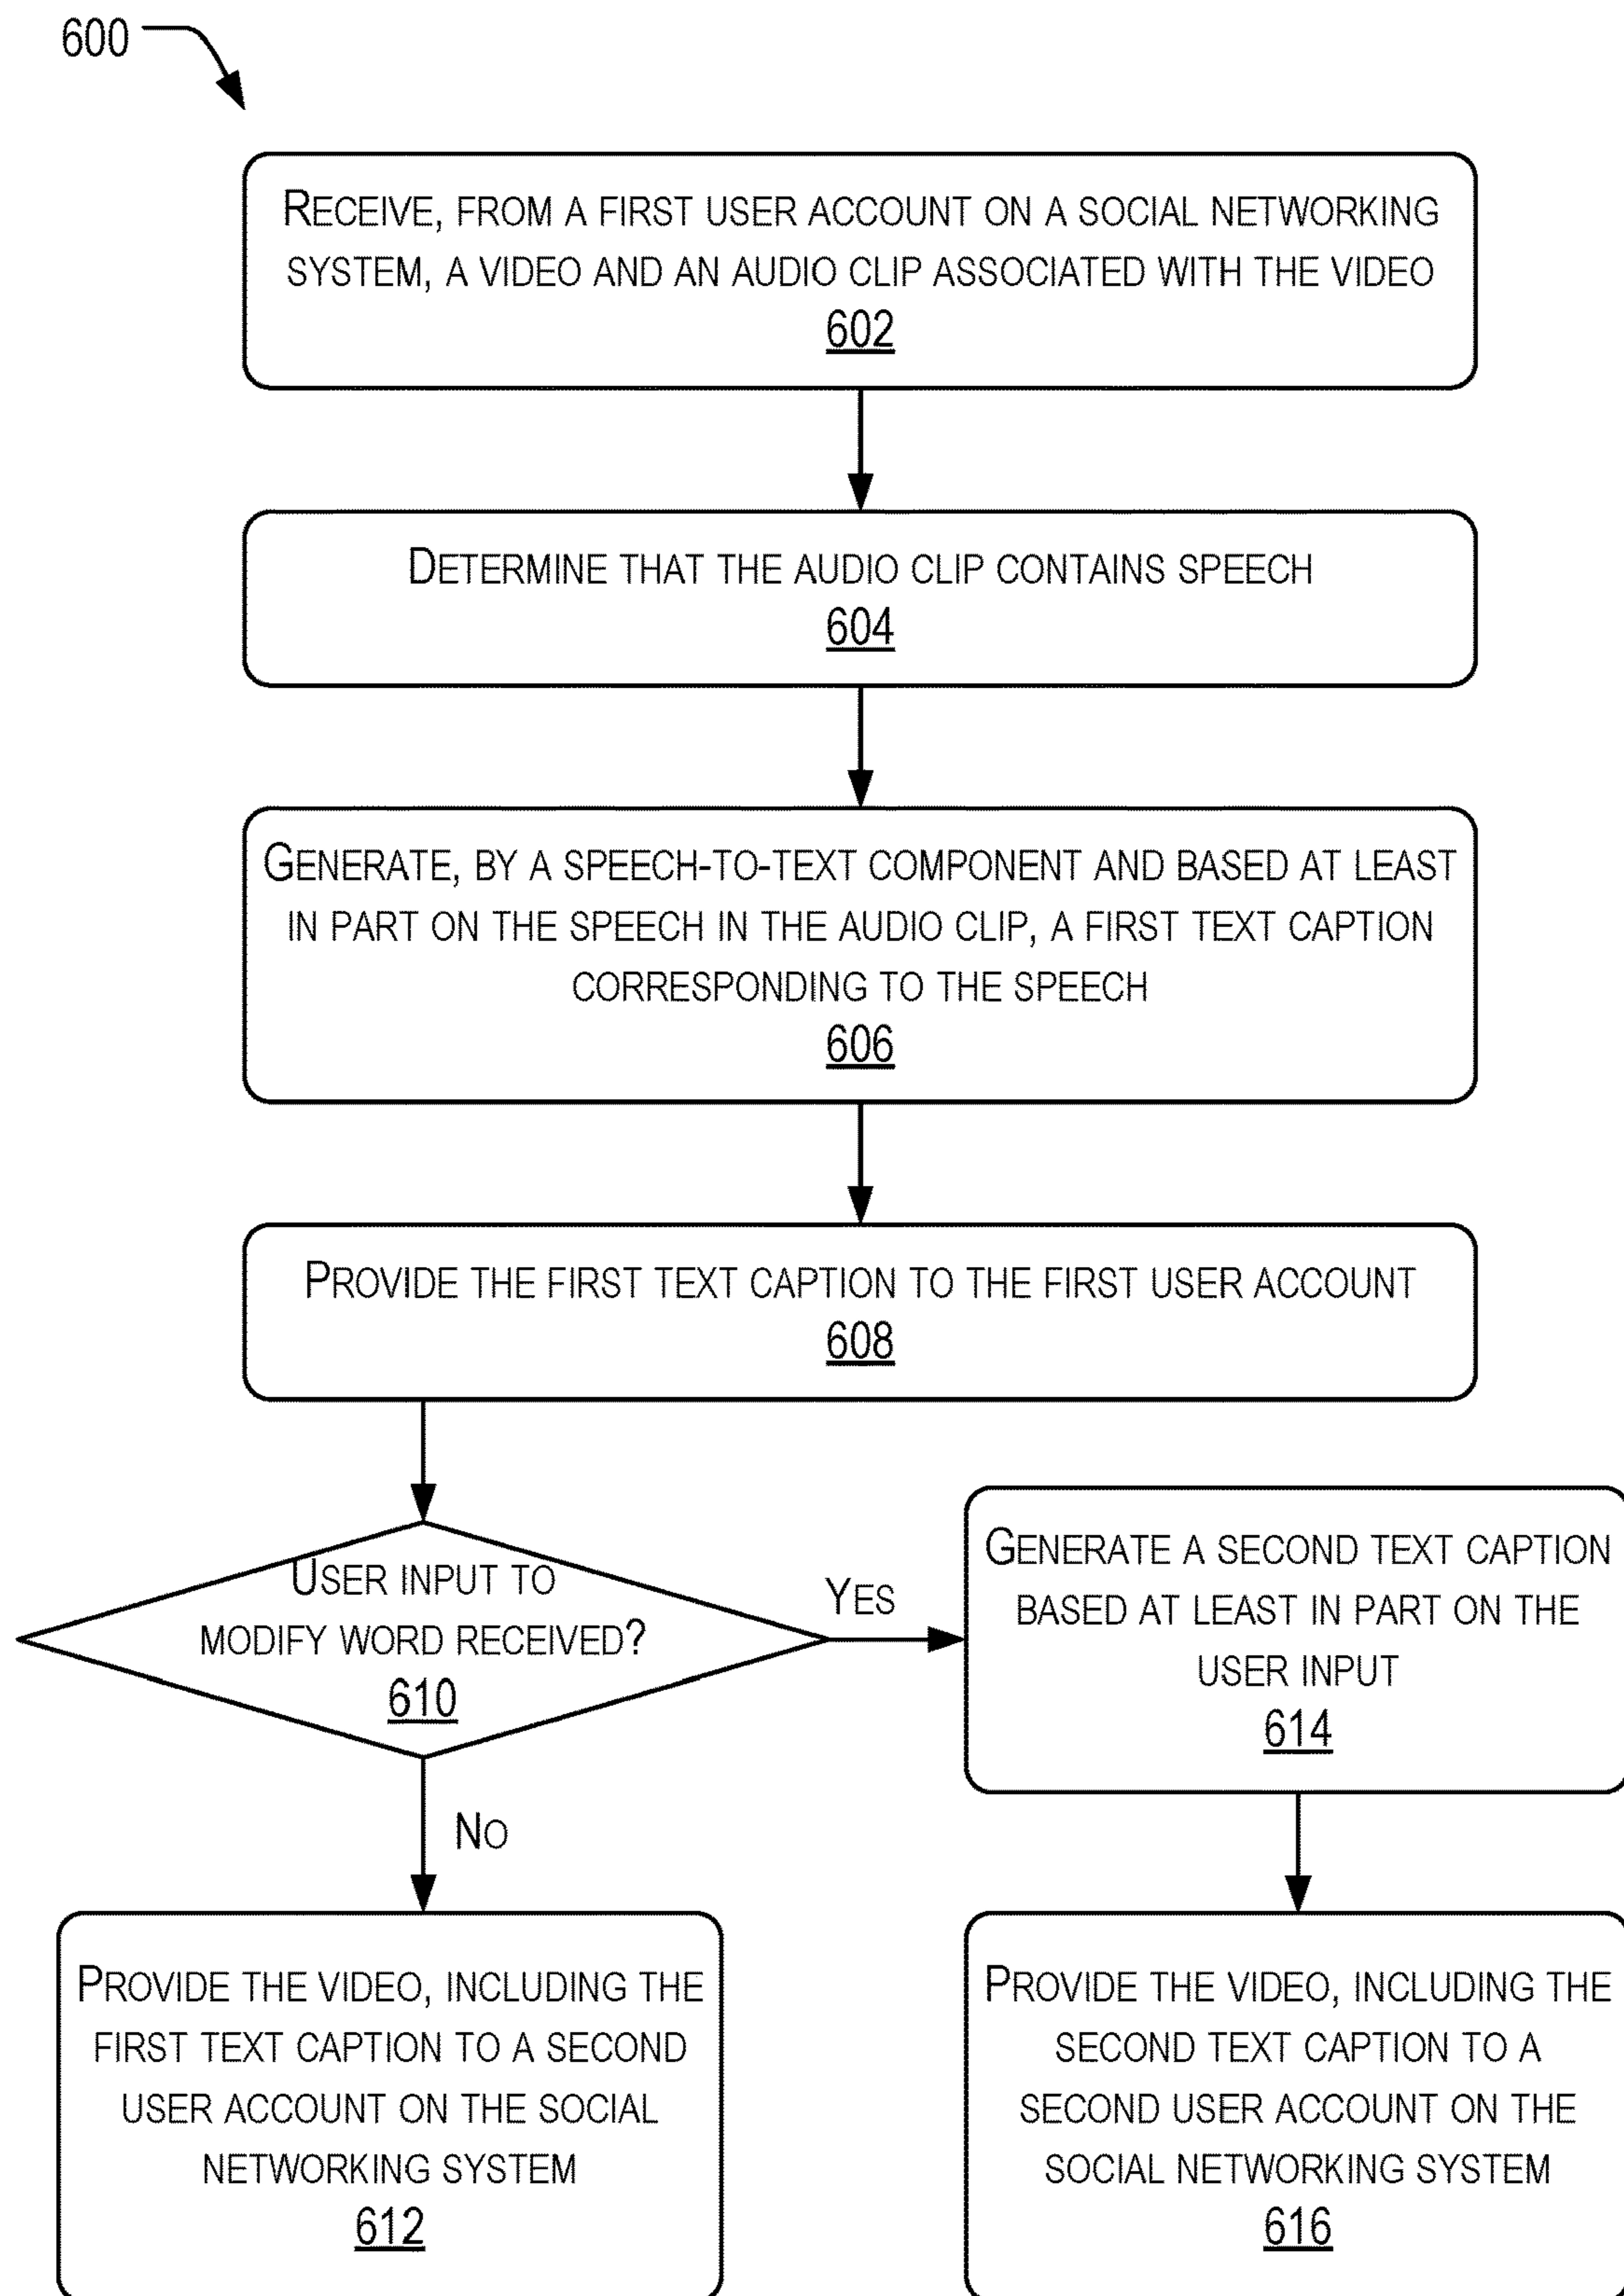 600
RECEIVE, FROM A FIRST USER ACCOUNT ON A SOCIAL NETWORKING
SYSTEM, A VIDEO AND AN AUDIO CLIP ASSOCIATED WITH THE VIDEO
602
DETERMINE THAT THE AUDIO CLIP CONTAINS SPEECH
604
GENERATE, BY A SPEECH-TO-TEXT COMPONENT AND BASED AT LEAST
IN PART ON THE SPEECH IN THE AUDIO CLIP, A FIRST TEXT CAPTION
CORRESPONDING TO THE SPEECH
606
PROVIDE THE FIRST TEXT CAPTION TO THE FIRST USER ACCOUNT
608
USER INPUT TO
MODIFY WORD RECEIVED?
610
YES
GENERATE A SECOND TEXT CAPTION
BASED AT LEAST IN PART ON THE
USER INPUT
614
NO
PROVIDE THE VIDEO, INCLUDING THE
FIRST TEXT CAPTION TO A SECOND
USER ACCOUNT ON THE SOCIAL
NETWORKING SYSTEM
612
PROVIDE THE VIDEO, INCLUDING THE
SECOND TEXT CAPTION TO A
SECOND USER ACCOUNT ON THE
SOCIAL NETWORKING SYSTEM
616